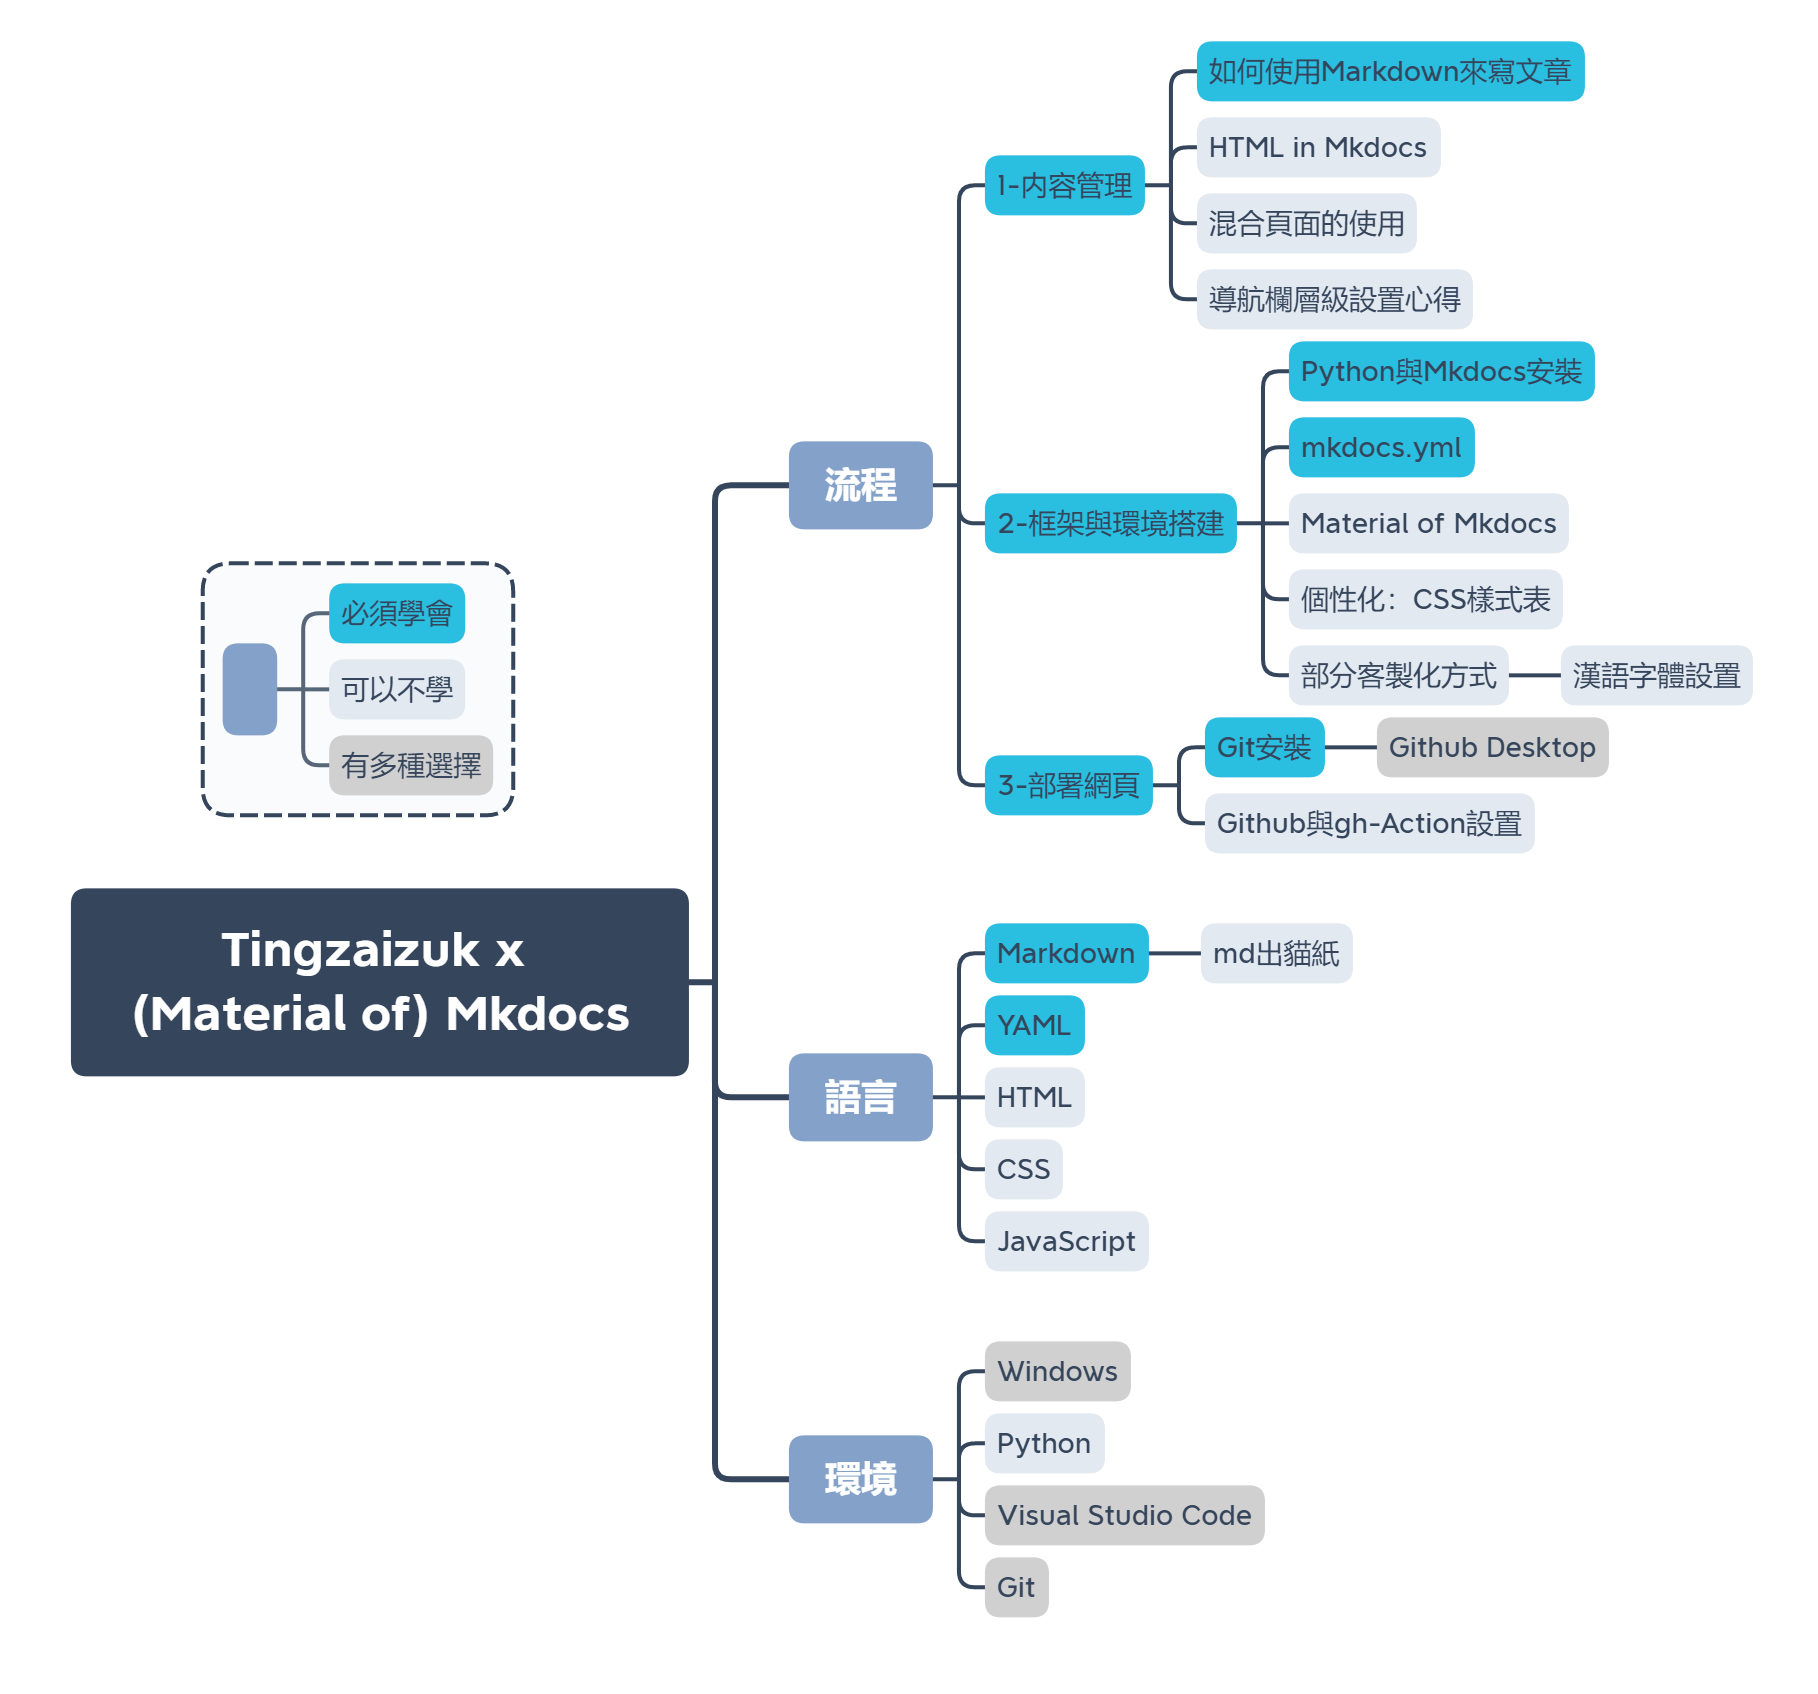 必須學會
可以不學
有多種選擇
Tingzaizuk x
(Material of) Mkdocs
流程
1-内容管理
如何使用Markdown來寫文章
HTML in Mkdocs
混合頁面的使用
導航欄層級設置心得
2-框架與環境搭建
Python與Mkdocs安裝
mkdocs.yml
Material of Mkdocs
個性化：CSS樣式表
部分客製化方式
漢語字體設置
3-部署網頁
Git安裝
Github Desktop
Github與gh-Action設置
語言
Markdown
md出貓紙
YAML
HTML
CSS
JavaScript
環境
Windows
Python
Visual Studio Code
Git